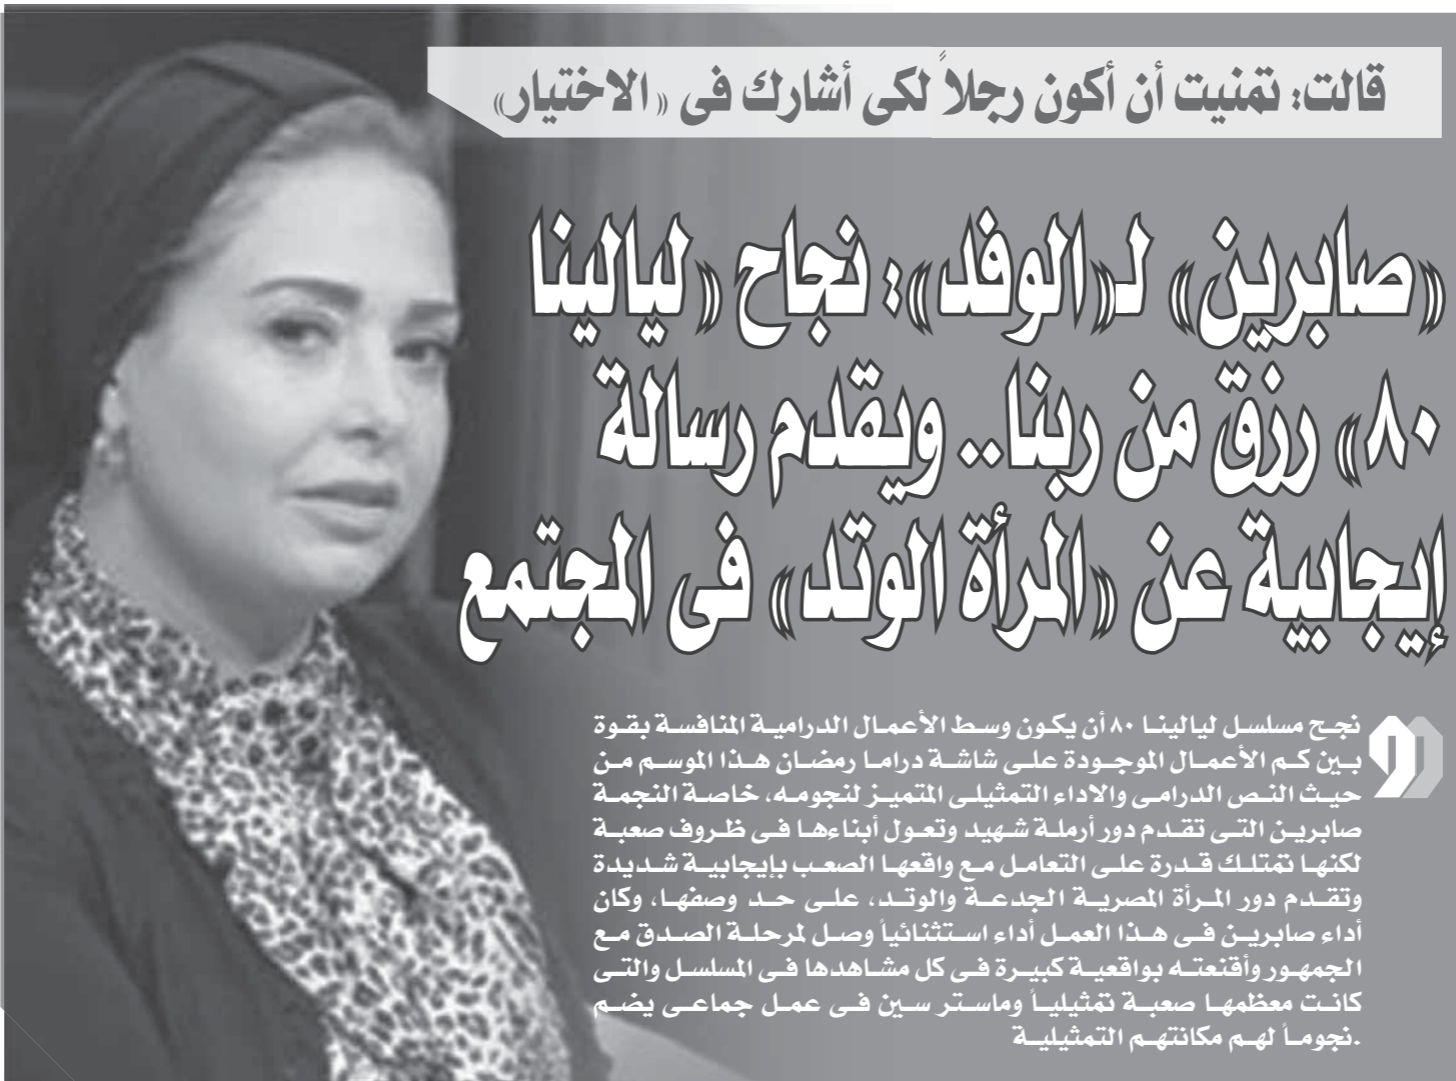 قالت: تمنيت أن أكون رجلاً لكى أشارك فى «الاختيار»
«صابرين» لـ«الوفد»: نجاح «ليالينا
٨٠» رزق من ربنا.. ويقدم رسالة
إيجابية عن «المرأة الوتد» فى المجتمع
نجح مسلسل ليالينا ٨٠ أن يكون وسط الأعمال الدرامية المنافسة بقوة
بين كم الأعمال الموجودة على شاشة دراما رمضان هذا الموسم من
حيث النص الدرامى والاداء التمثيلى المتميز لنجومه، خاصة النجمة
صابرين التى تقدم دور أرملة شهيد وتعول أبناءها فى ظروف صعبة
لكنها تمتلك قدرة على التعامل مع واقعها الصعب بإيجابية شديدة
وتقدم دور المرأة المصرية الجدعة والوتد، على حد وصفها، وكان
أداء صابرين فى هذا العمل أداء استثنائياً وصل لمرحلة الصدق مع
الجمهور وأقنعته بواقعية كبيرة فى كل مشاهدها فى المسلسل والتى
كانت معظمها صعبة تمثيلياً وماستر سين فى عمل جماعى يضم
.نجوماً لهم مكانتهم التمثيلية